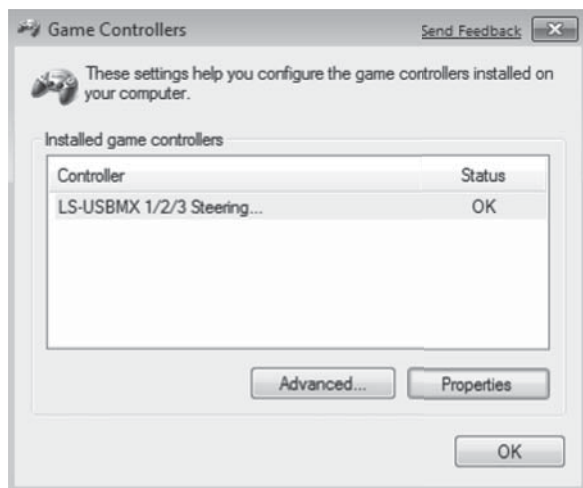 Game Controllers Send Feedback
These settings help you configure the game controllers installed on
your computer.
Installed game controllers
Controller Status
LS-USBMX 1/2/3 Steering... OK
Advanced... Properties
OK